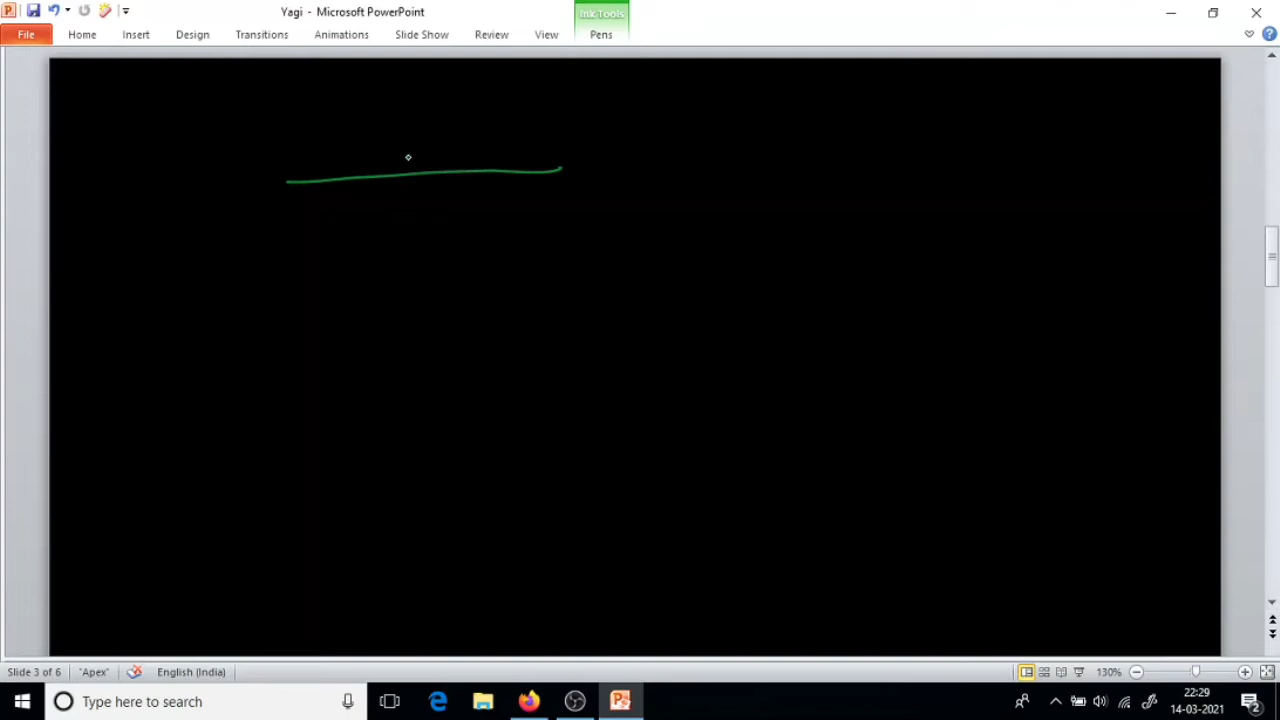 Yagi - Microsoft PowerPoint
Ink Tools
File Home Insert Design Transitions Animations Slide Show Review View Pens
Slide 3 of 6 "Apex" English (India) 130%
Type here to search
22:29
14-03-2021
2